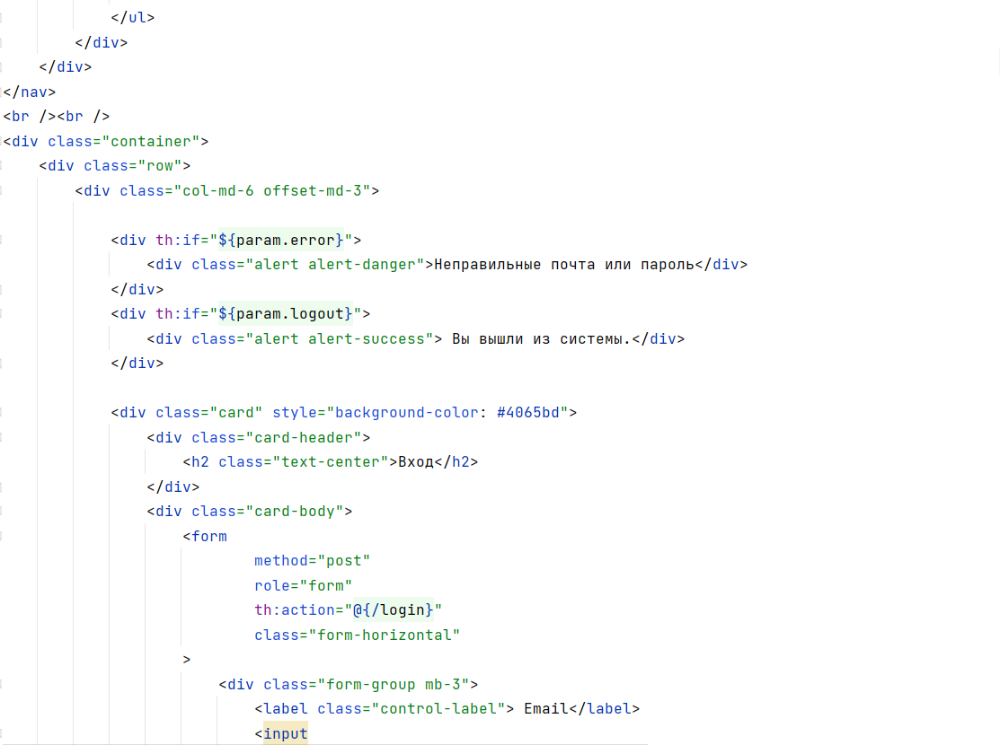 </ul>
</div>
</div>
</nav>
<br /><br />
<div class="container">
<div class="row">
<div class="col-md-6 offset-md-3">
<div th:if="${param.error}">
<div class="alert alert-danger">Неправильные почта или пароль</div>
</div>
<div th:if="${param.logout}">
<div class="alert alert-success"> Вы вышли из системы.</div>
</div>
<div class="card" style="background-color: #4065bd">
<div class="card-header">
<h2 class="text-center">Вход</h2>
</div>
<div class="card-body">
<form
method="post"
role="form"
th:action="@{/login}"
class="form-horizontal"
>
<div class="form-group mb-3">
<label class="control-label"> Email</label>
<input